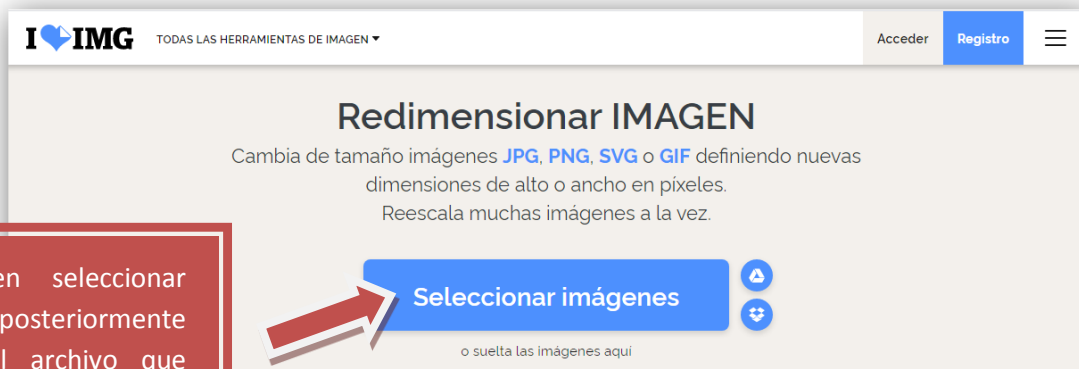 I IMG
TODAS LAS HERRAMIENTAS DE IMAGEN
Acceder
Registro
Redimensionar IMAGEN
Cambia de tamaño imágenes JPG, PNG, SVG o GIF definiendo nuevas
dimensiones de alto o ancho en píxeles.
Reescala muchas imágenes a la vez.
Seleccionar imágenes
o suelta las imágenes aquí
en seleccionar
posteriormente
l archivo que